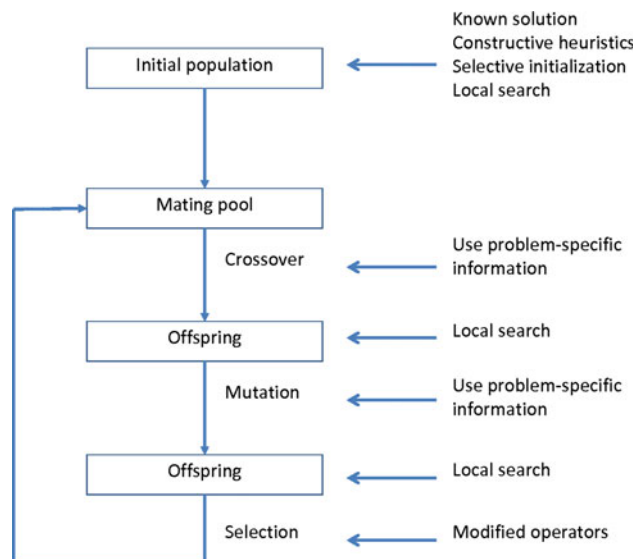 Known solution
Constructive heuristics
Initial population
Selective initialization
Local search
Mating pool
Crossover
Use problem-specific
information
Offspring
Local search
Mutation
Use problem-specific
information
Offspring
Local search
Selection
Modified operators